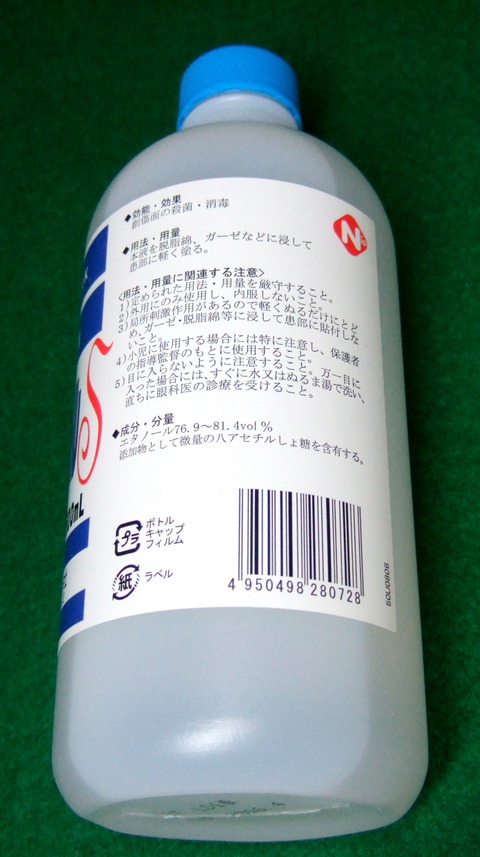 N
◆効能・効果
創傷面の殺菌・消毒
◆用法・用量
本液を脱脂綿、ガーゼなどに浸して
患部に軽く塗る。
<用法・用量に関連する注意>
1)定められた用法・用量を厳守すること。
2)外用にのみ使用し、内服しないこと。
3)局所刺激作用があるので軽くぬるだけにとど
め、ガーゼ・脱脂綿等に浸して患部に貼付しな
いこと。
4)小児に使用する場合には特に注意し、保護者
の指導監督のもとに使用すること。
5)目に入らないように注意すること。万一目に
入った場合には、すぐに水又はぬるま湯で洗い、
直ちに眼科医の診療を受けること。
◆成分・分量
エタノール76.9～81.4vol%
添加物として微量の八アセチルしょ糖を含有する。
プラ
ボトル
キャップ
フィルム
紙
ラベル
4 950498 280728
50U0806
S
0mL